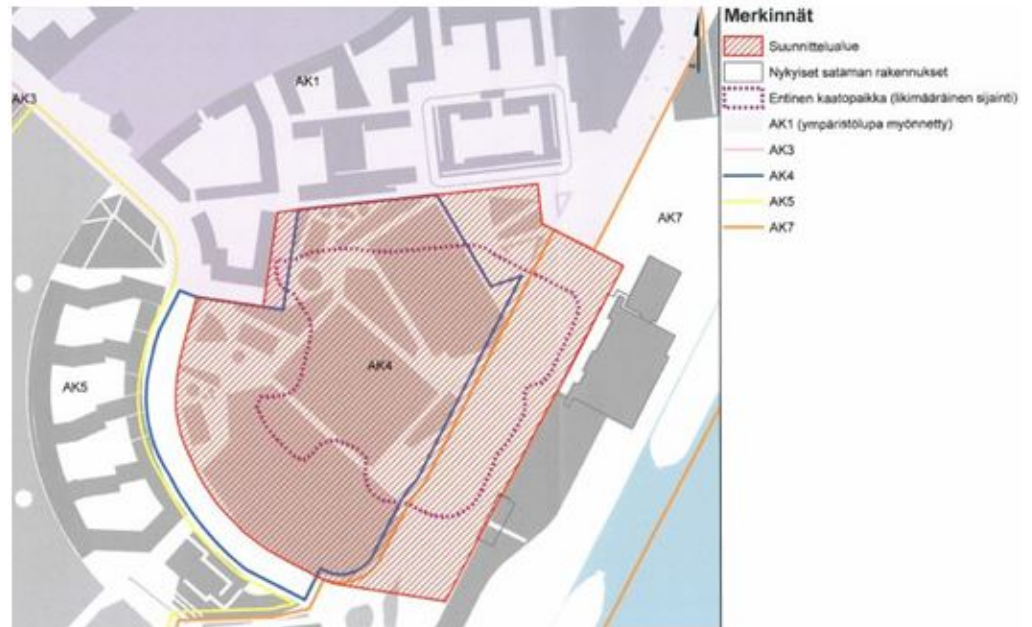 Merkinnät
Suunnittelualue
Nykyiset sataman rakennukset
Entinen kaatopaikka (likimääräinen sijainti)
AK1 (ympäristölupa myönnetty)
AK3
AK4
AK5
AK7
AK3
AK1
AK7
AK4
AK5